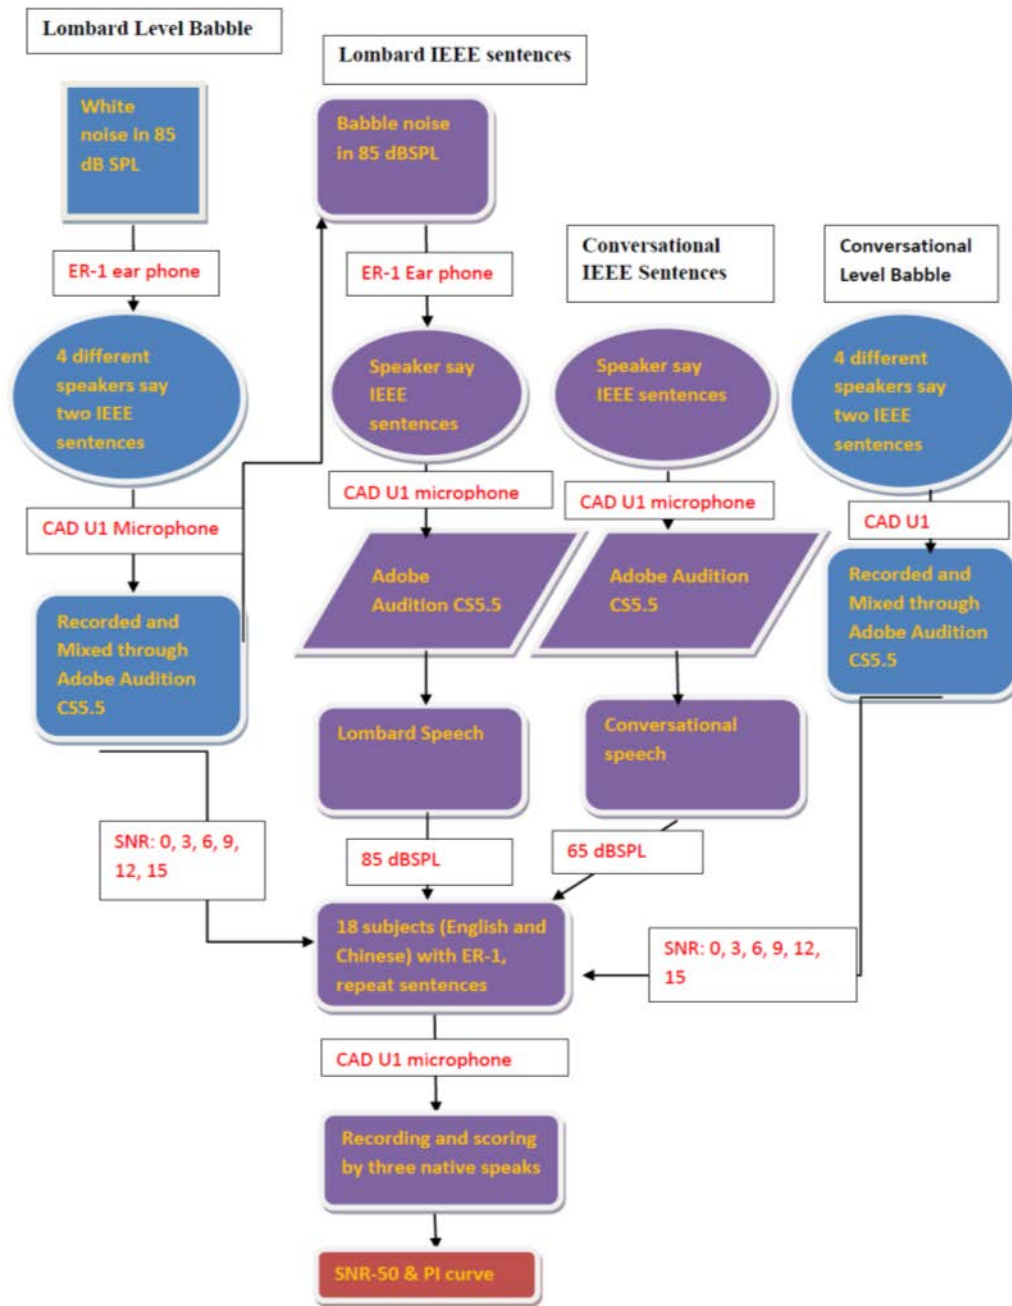 Lombard Level Babble
Lombard IEEE sentences
White
noise in 85
dB SPL
Babble noise
in 85 dBSPL
Conversational
IEEE Sentences
Conversational
Level Babble
ER-1 ear phone
ER-1 Ear phone
4 different
speakers say
two IEEE
sentences
Speaker say
IEEE
sentences
Speaker say
IEEE sentences
4 different
speakers say
two IEEE
sentences
CAD U1 Microphone
CAD U1 microphone
CAD U1 microphone
CAD U1
Recorded and
Mixed through
Adobe Audition
CS5.5
Adobe
Audition CS5.5
Adobe Audition
CS5.5
Recorded and
Mixed through
Adobe Audition
CS5.5
Lombard Speech
Conversational
speech
SNR: 0, 3, 6, 9,
12, 15
85 dBSPL
65 dBSPL
18 subjects (English and
Chinese) with ER-1,
repeat sentences
SNR: 0, 3, 6, 9, 12,
15
CAD U1 microphone
Recording and scoring
by three native speaks
SNR-50 & PI curve